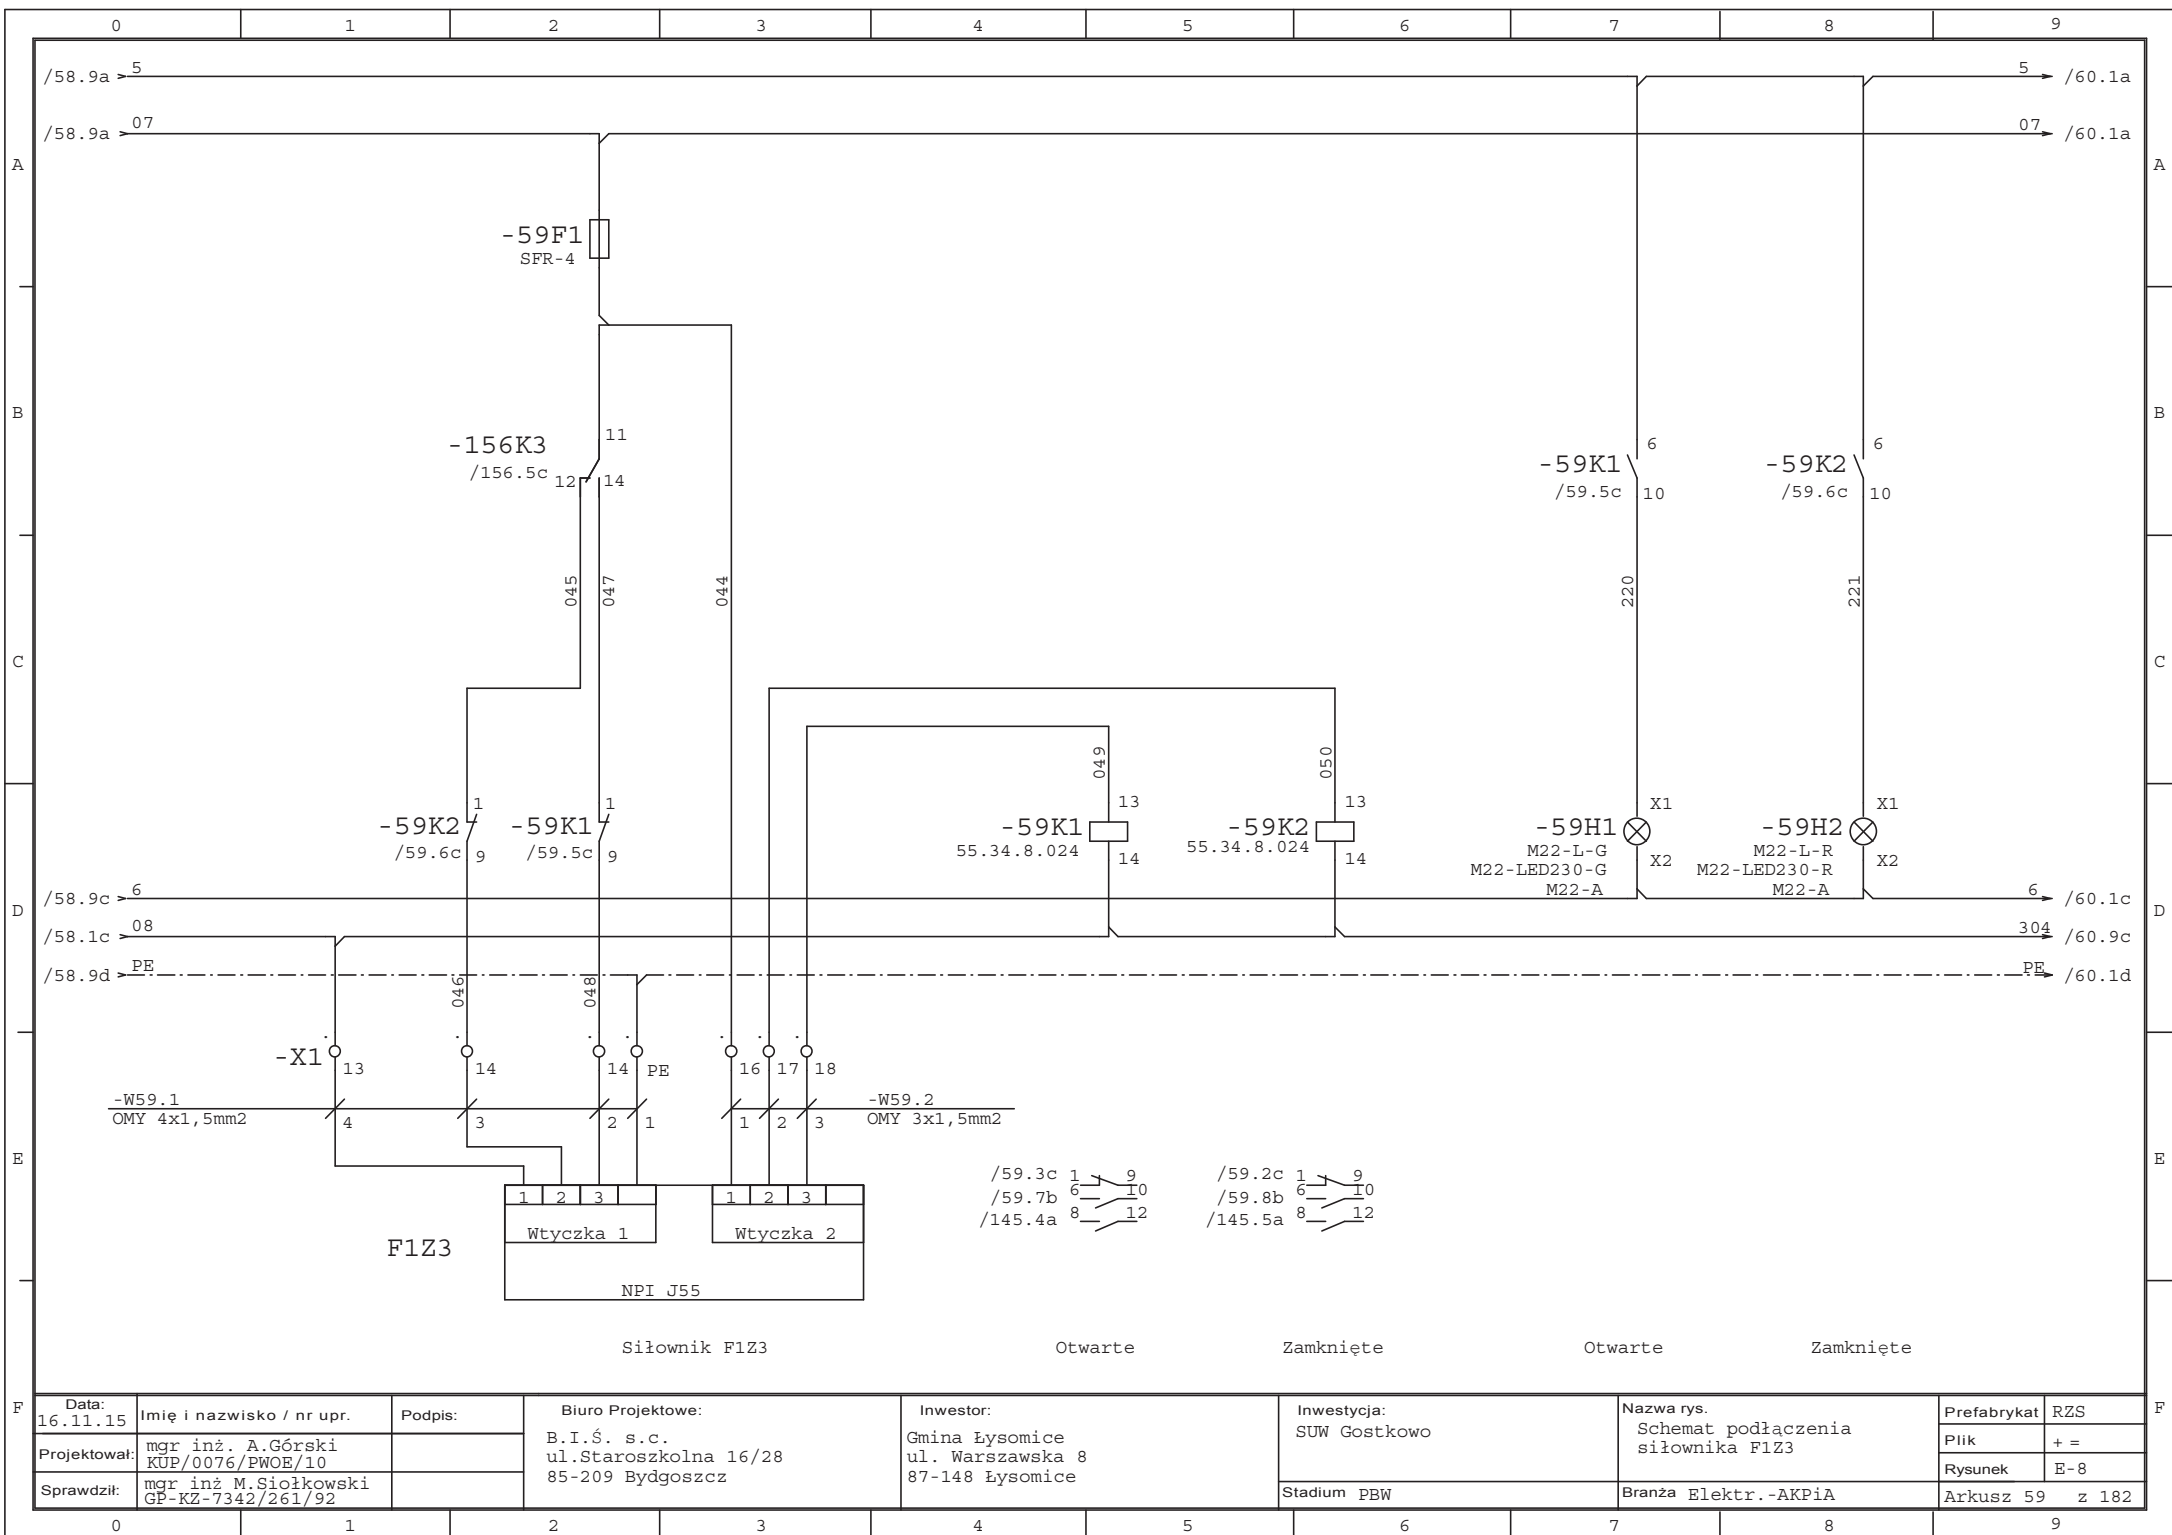 0 1 2 3 4 5 6 7 8 9
/58.9a 5 5 /60.1a
/58.9a 07 07 /60.1a
A A
-59F1
SFR-4
B B
-156K3 11
/156.5c 12 14
-59K1 6
/59.5c 10
-59K2 6
/59.6c 10
045 047 044 220 221
C C
049 050
-59K2 1
/59.6c 9
-59K1 1
/59.5c 9
-59K1 13
55.34.8.024 14
-59K2 13
55.34.8.024 14
-59H1 X1
M22-L-G X2
M22-LED230-G
M22-A
-59H2 X1
M22-L-R X2
M22-LED230-R
M22-A
D D
/58.9c 6 6 /60.1c
/58.1c 08 304 /60.9c
/58.9d PE PE /60.1d
046 048
-X1 13 14 14 PE 16 17 18
-W59.1
OMY 4x1,5mm2
4 3 2 1 1 2 3
-W59.2
OMY 3x1,5mm2
E E
/59.3c 1 9
/59.7b 6 10
/145.4a 8 12
/59.2c 1 9
/59.8b 6 10
/145.5a 8 12
1 2 3 1 2 3
Wtyczka 1 Wtyczka 2
F1Z3
NPI J55
Siłownik F1Z3 Otwarte Zamknięte Otwarte Zamknięte
F F
Data:
16.11.15
Imię i nazwisko / nr upr.
Podpis:
Projektował:
mgr inż. A.Górski
KUP/0076/PWOE/10
Sprawdził:
mgr inż M.Siołkowski
GP-KZ-7342/261/92
Biuro Projektowe:
B.I.Ś. s.c.
ul.Staroszkolna 16/28
85-209 Bydgoszcz
Inwestor:
Gmina Łysomice
ul. Warszawska 8
87-148 Łysomice
Inwestycja:
SUW Gostkowo
Stadium PBW
Nazwa rys.
Schemat podłączenia
siłownika F1Z3
Branża Elektr.-AKPiA
Prefabrykat RZS
Plik + =
Rysunek E-8
Arkusz 59 z 182
0 1 2 3 4 5 6 7 8 9